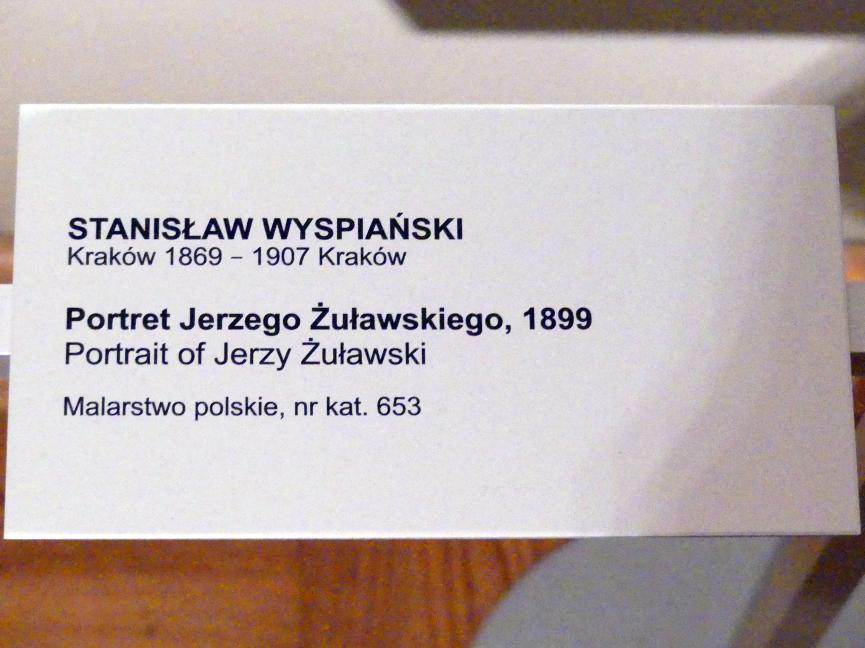 STANISŁAW WYSPIAŃSKI
Kraków 1869 – 1907 Kraków
Portret Jerzego Żuławskiego, 1899
Portrait of Jerzy Żuławski
Malarstwo polskie, nr kat. 653